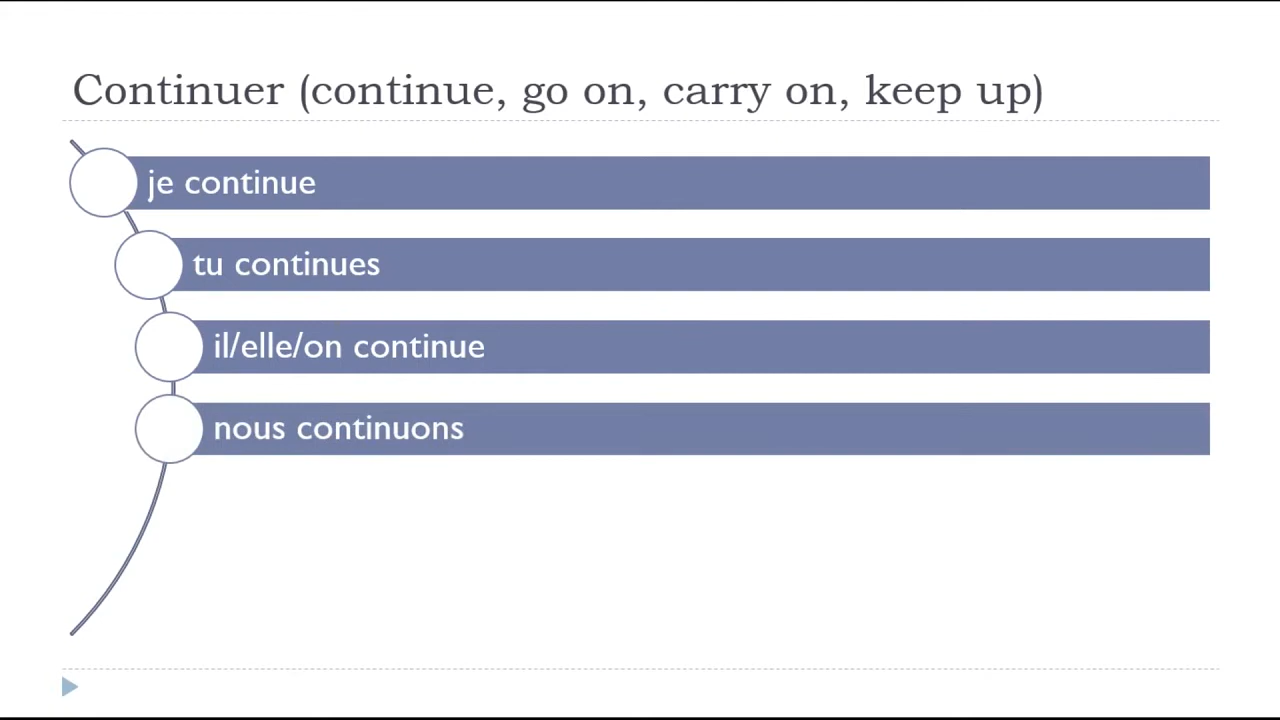 Continuer (continue, go on, carry on, keep up)
je continue
tu continues
il/elle/on continue
nous continuons